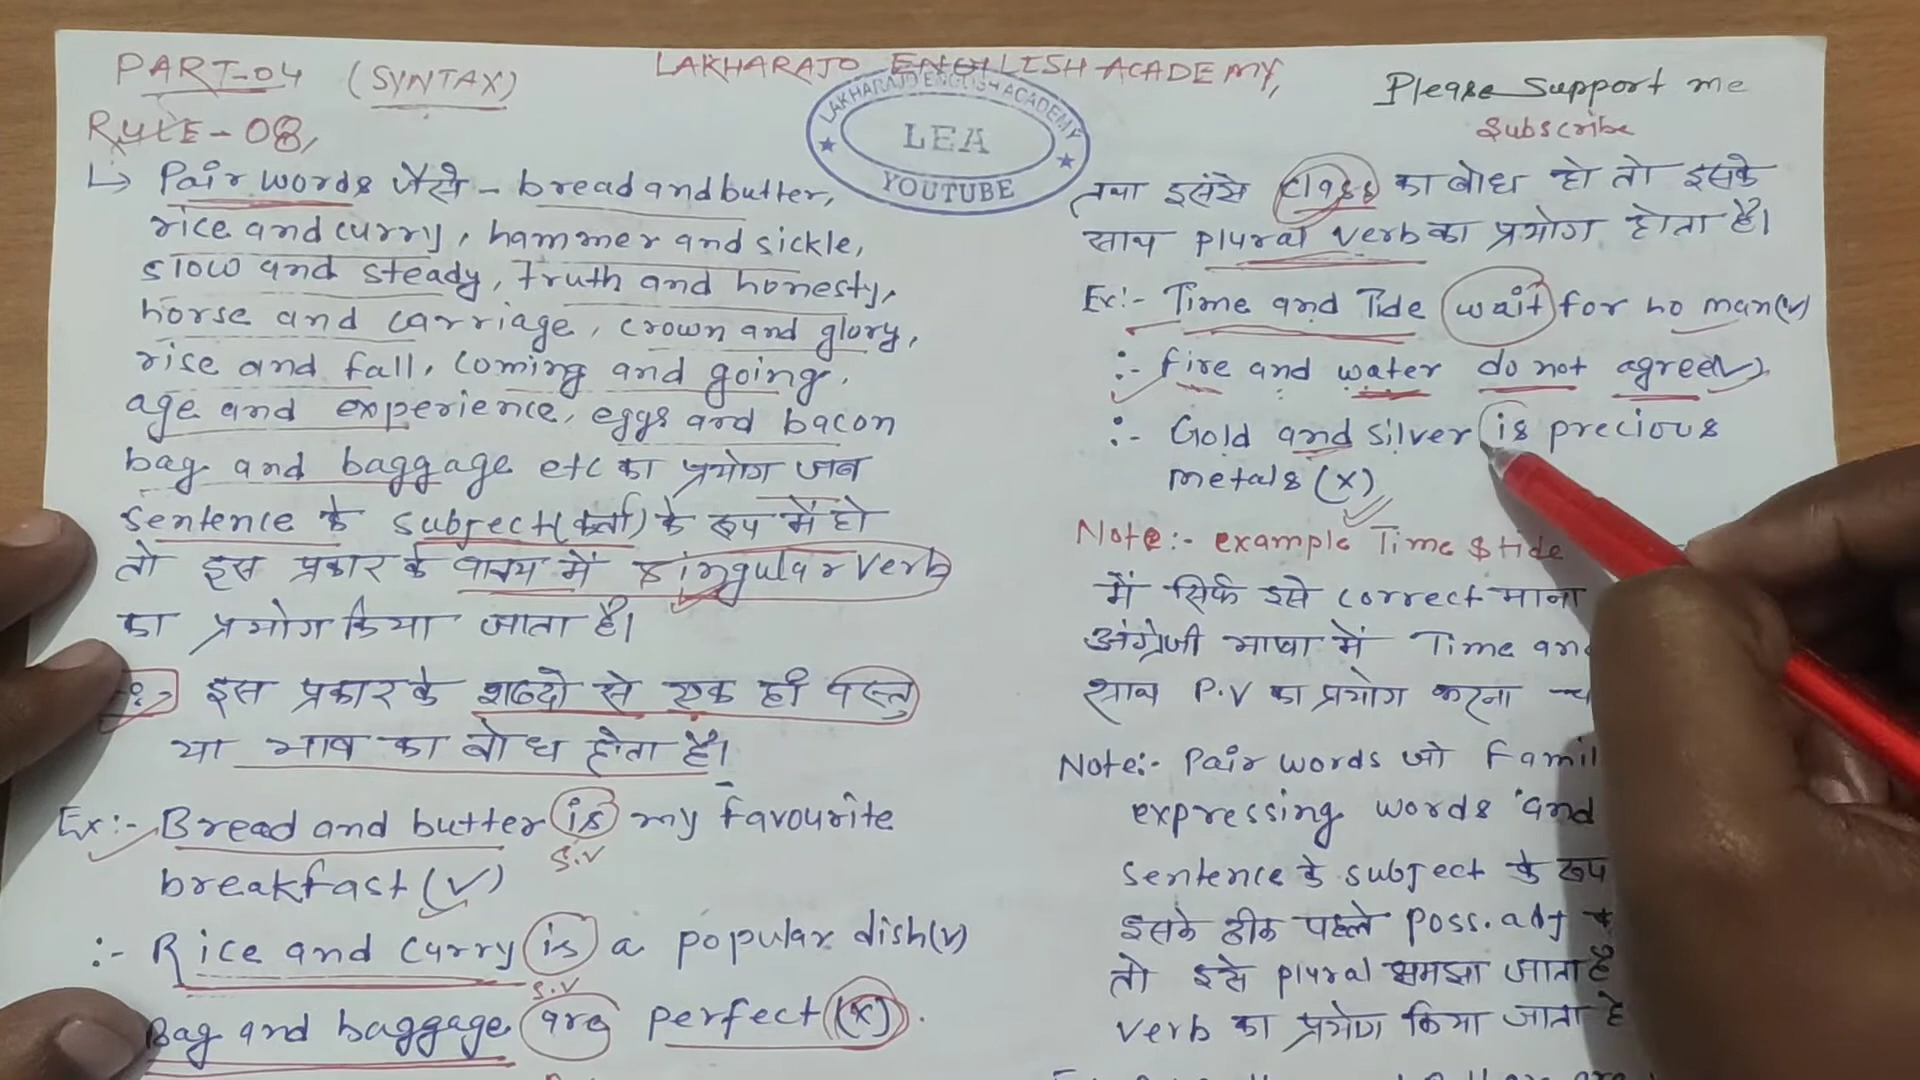 PART-04 (SYNTAX)
LAKHARAJO ENGILISH ACADEMY,
Please Support me
Subscribe
LAKHARAJO ENGLISH ACADEMY
LEA
YOUTUBE
RULE-08,
↳ Pair words जैसे - bread and butter,
rice and curry, hammer and sickle,
slow and steady, truth and honesty,
horse and carriage, crown and glory,
rise and fall, coming and going,
age and experience, eggs and bacon
bag and baggage etc का प्रयोग जब
sentence के subject (कर्ता) के रूप में हो
तो इस प्रकार के वाक्य में singular verb
का प्रयोग किया जाता है।
इस प्रकार के शब्दो से एक ही वस्तु
या भाव का बोध होता है।
Ex:- Bread and butter is my favourite
S.V
breakfast (✓)
:- Rice and curry is a popular dish (✓)
S.V
Bag and baggage are perfect (x).
तथा इससे class का बोध हो तो इसके
साथ plural verb का प्रयोग होता है।
Ex:- Time and Tide wait for no man (✓)
:- fire and water do not agree (✓)
:- Gold and silver is precious
metals (x)
Note:- example Time & tide
में सिर्फ इसे correct माना
अंग्रेजी भाषा में Time an
साथ P.V का प्रयोग करना
Note:- Pair words जो Famil
expressing words and
sentence के subject के रूप
इसके ठीक पहले poss. adj
तो इसे plural समझा जाता है
verb का प्रयोग किया जाता है